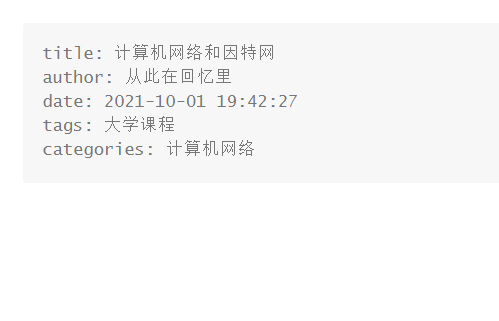 title: 计算机网络和因特网
author: 从此在回忆里
date: 2021-10-01 19:42:27
tags: 大学课程
categories: 计算机网络